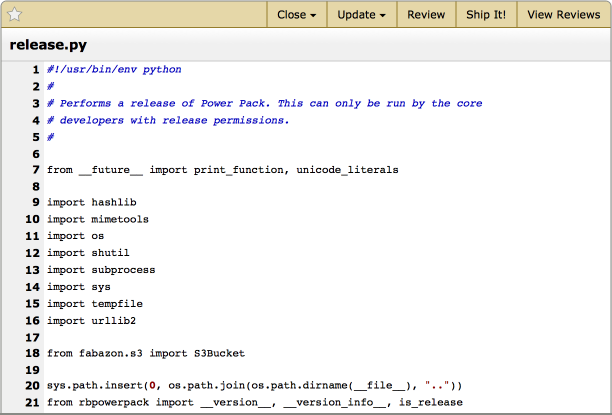 Close Update Review Ship It! View Reviews
release.py
1 #!/usr/bin/env python
2 #
3 # Performs a release of Power Pack. This can only be run by the core
4 # developers with release permissions.
5 #
6
7 from __future__ import print_function, unicode_literals
8
9 import hashlib
10 import mimetools
11 import os
12 import shutil
13 import subprocess
14 import sys
15 import tempfile
16 import urllib2
17
18 from fabazon.s3 import S3Bucket
19
20 sys.path.insert(0, os.path.join(os.path.dirname(__file__), ".."))
21 from rbpowerpack import __version__, __version_info__, is_release